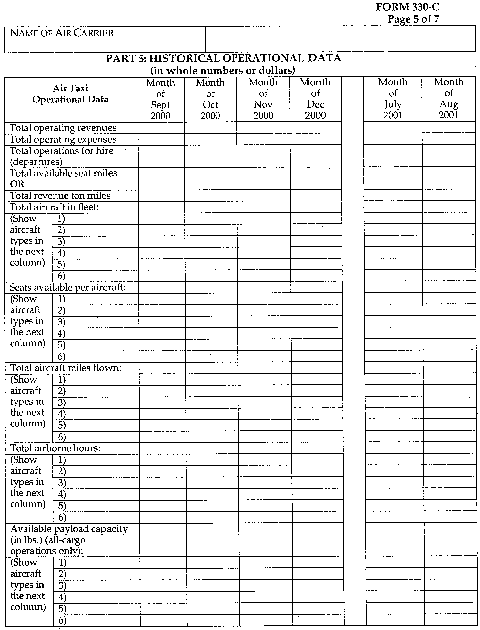 FORM 330-C
Page 5 of 7
NAME OF AIR CARRIER
PART 5: HISTORICAL OPERATIONAL DATA
(in whole numbers or dollars)
Air Taxi Operational Data
Month of Sept 2000
Month of Oct 2000
Month of Nov 2000
Month of Dec 2000
Month of July 2001
Month of Aug 2001
Total operating revenues
Total operating expenses
Total operations for hire
(departures)
Total available seat miles
OR
Total revenue ton miles
Total aircraft in fleet:
(Show 1)
aircraft 2)
types in 3)
the next 4)
column) 5)
6)
Seats available per aircraft:
(Show 1)
aircraft 2)
types in 3)
the next 4)
column) 5)
6)
Total aircraft miles flown:
(Show 1)
aircraft 2)
types in 3)
the next 4)
column) 5)
6)
Total airborne hours:
(Show 1)
aircraft 2)
types in 3)
the next 4)
column) 5)
6)
Available payload capacity
(in lbs.) (all-cargo
operations only):
(Show 1)
aircraft 2)
types in 3)
the next 4)
column) 5)
6)